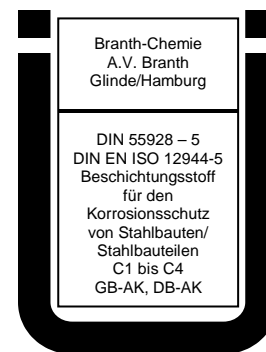 Branth-Chemie
A.V. Branth
Glinde/Hamburg
DIN 55928 – 5
DIN EN ISO 12944-5
Beschichtungsstoff
für den
Korrosionsschutz
von Stahlbauten/
Stahlbauteilen
C1 bis C4
GB-AK, DB-AK